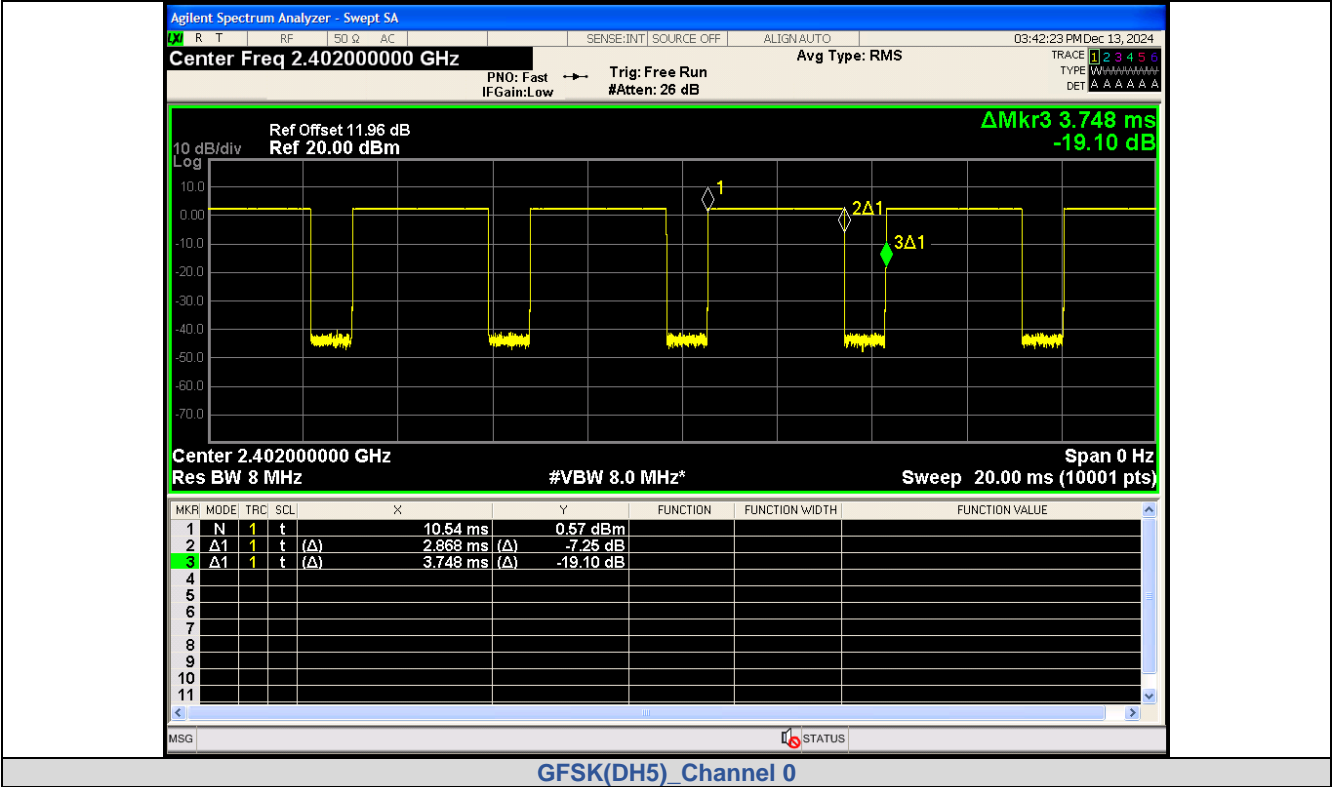 Agilent Spectrum Analyzer - Swept SA
LXI R T RF 50 Ω AC SENSE:INT SOURCE OFF ALIGN AUTO 03:42:23 PM Dec 13, 2024
Center Freq 2.402000000 GHz
Avg Type: RMS
TRACE 1 2 3 4 5 6
PNO: Fast Trig: Free Run
TYPE
IFGain:Low #Atten: 26 dB
DET A A A A A A
ΔMkr3 3.748 ms
-19.10 dB
Ref Offset 11.96 dB
10 dB/div Ref 20.00 dBm
Log
10.0
0.00
-10.0
-20.0
-30.0
-40.0
-50.0
-60.0
-70.0
1
2Δ1
3Δ1
Center 2.402000000 GHz Span 0 Hz
Res BW 8 MHz #VBW 8.0 MHz* Sweep 20.00 ms (10001 pts)
MKR MODE TRC SCL X Y FUNCTION FUNCTION WIDTH FUNCTION VALUE
1 N 1 t 10.54 ms 0.57 dBm
2 Δ1 1 t (Δ) 2.868 ms (Δ) -7.25 dB
3 Δ1 1 t (Δ) 3.748 ms (Δ) -19.10 dB
4
5
6
7
8
9
10
11
MSG STATUS
GFSK(DH5)_Channel 0